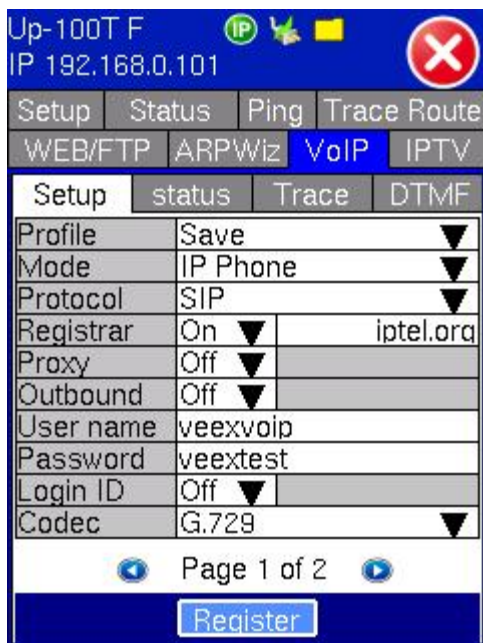 Up-100T F IP
IP 192.168.0.101
Setup Status Ping Trace Route
WEB/FTP ARPWiz VoIP IPTV
Setup status Trace DTMF
Profile Save
Mode IP Phone
Protocol SIP
Registrar On iptel.org
Proxy Off
Outbound Off
User name veexvoip
Password veextest
Login ID Off
Codec G.729
Page 1 of 2
Register